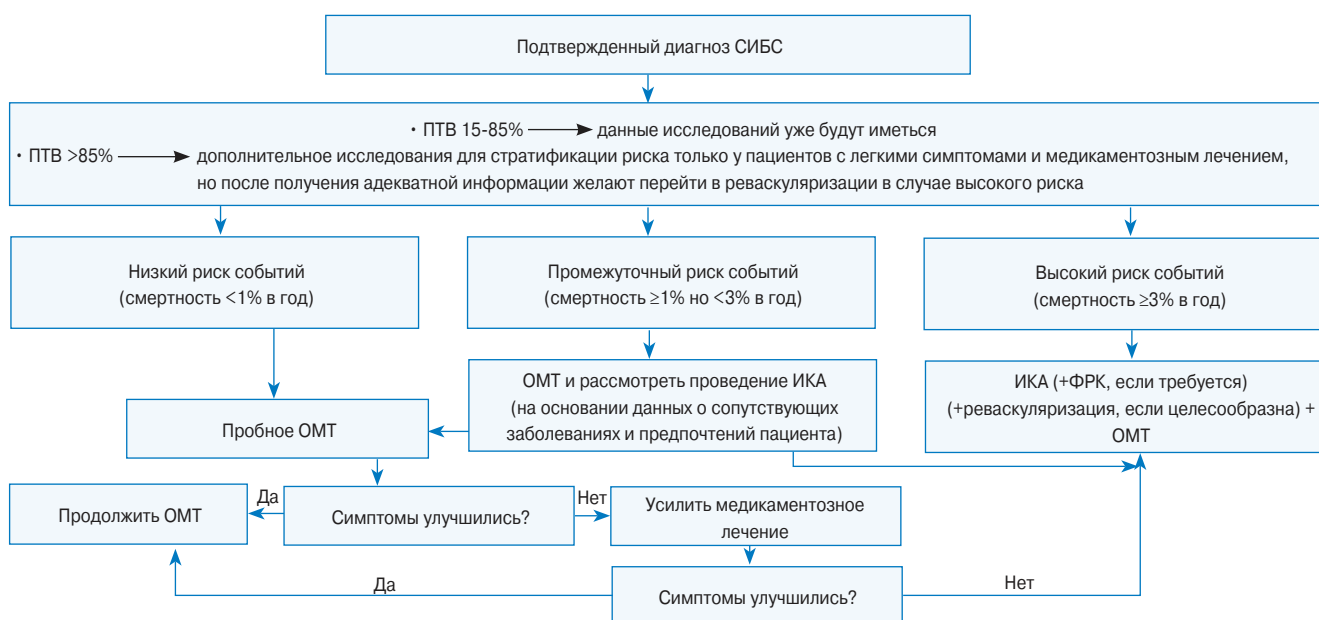 Подтвержденный диагноз СИБС
• ПТВ 15-85% → данные исследований уже будут иметься
• ПТВ >85% → дополнительное исследования для стратификации риска только у пациентов с легкими симптомами и медикаментозным лечением,
но после получения адекватной информации желают перейти в реваскуляризации в случае высокого риска
Низкий риск событий
(смертность <1% в год)
Промежуточный риск событий
(смертность ≥1% но <3% в год)
Высокий риск событий
(смертность ≥3% в год)
ОМТ и рассмотреть проведение ИКА
(на основании данных о сопутствующих
заболеваниях и предпочтений пациента)
ИКА (+ФРК, если требуется)
(+реваскуляризация, если целесообразна) +
ОМТ
Пробное ОМТ
Продолжить ОМТ
Да
Симптомы улучшились?
Нет
Усилить медикаментозное
лечение
Да
Симптомы улучшились?
Нет